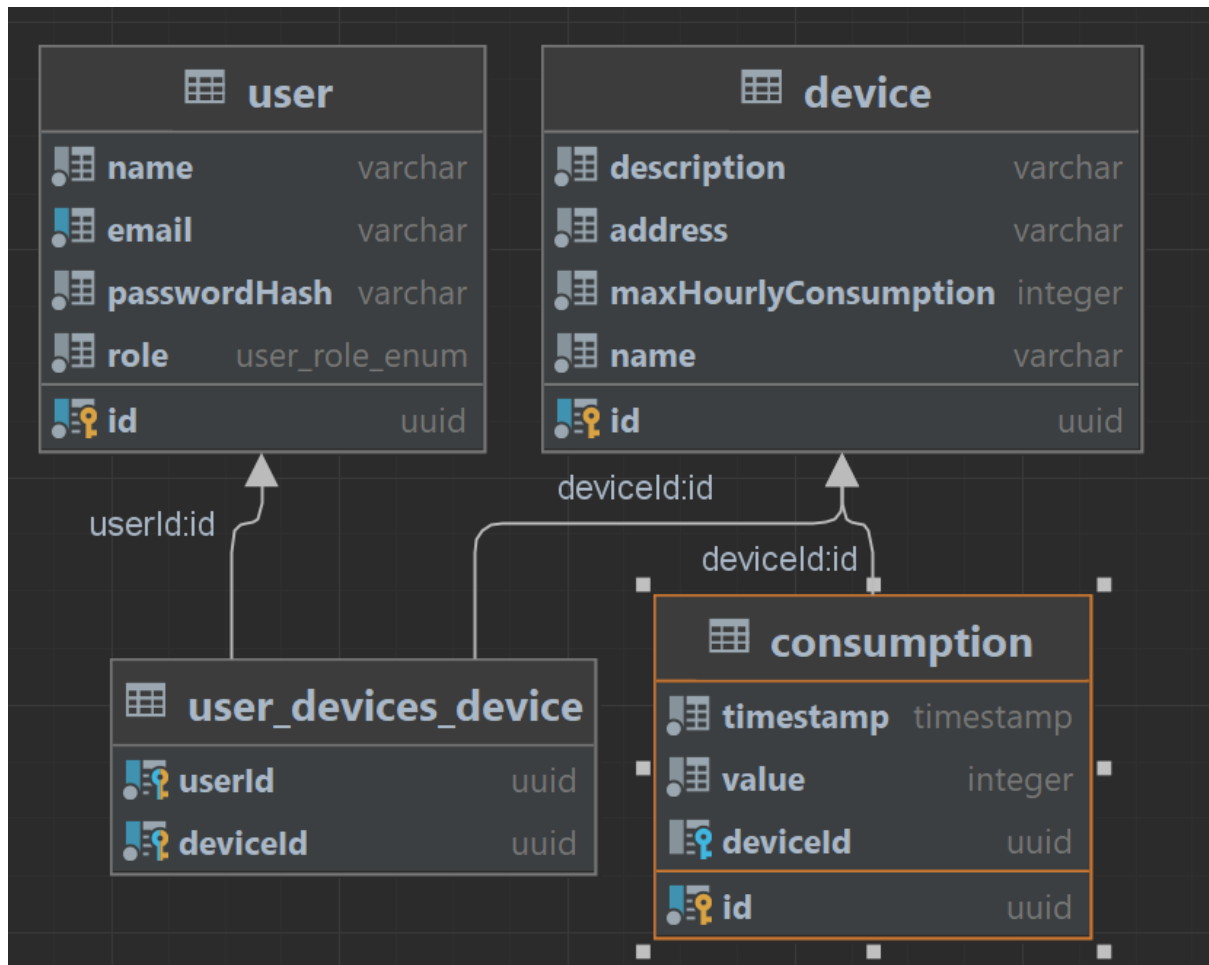 user
name varchar
email varchar
passwordHash varchar
role user_role_enum
id uuid
device
description varchar
address varchar
maxHourlyConsumption integer
name varchar
id uuid
userId:id
deviceId:id
deviceId:id
user_devices_device
userId uuid
deviceId uuid
consumption
timestamp timestamp
value integer
deviceId uuid
id uuid